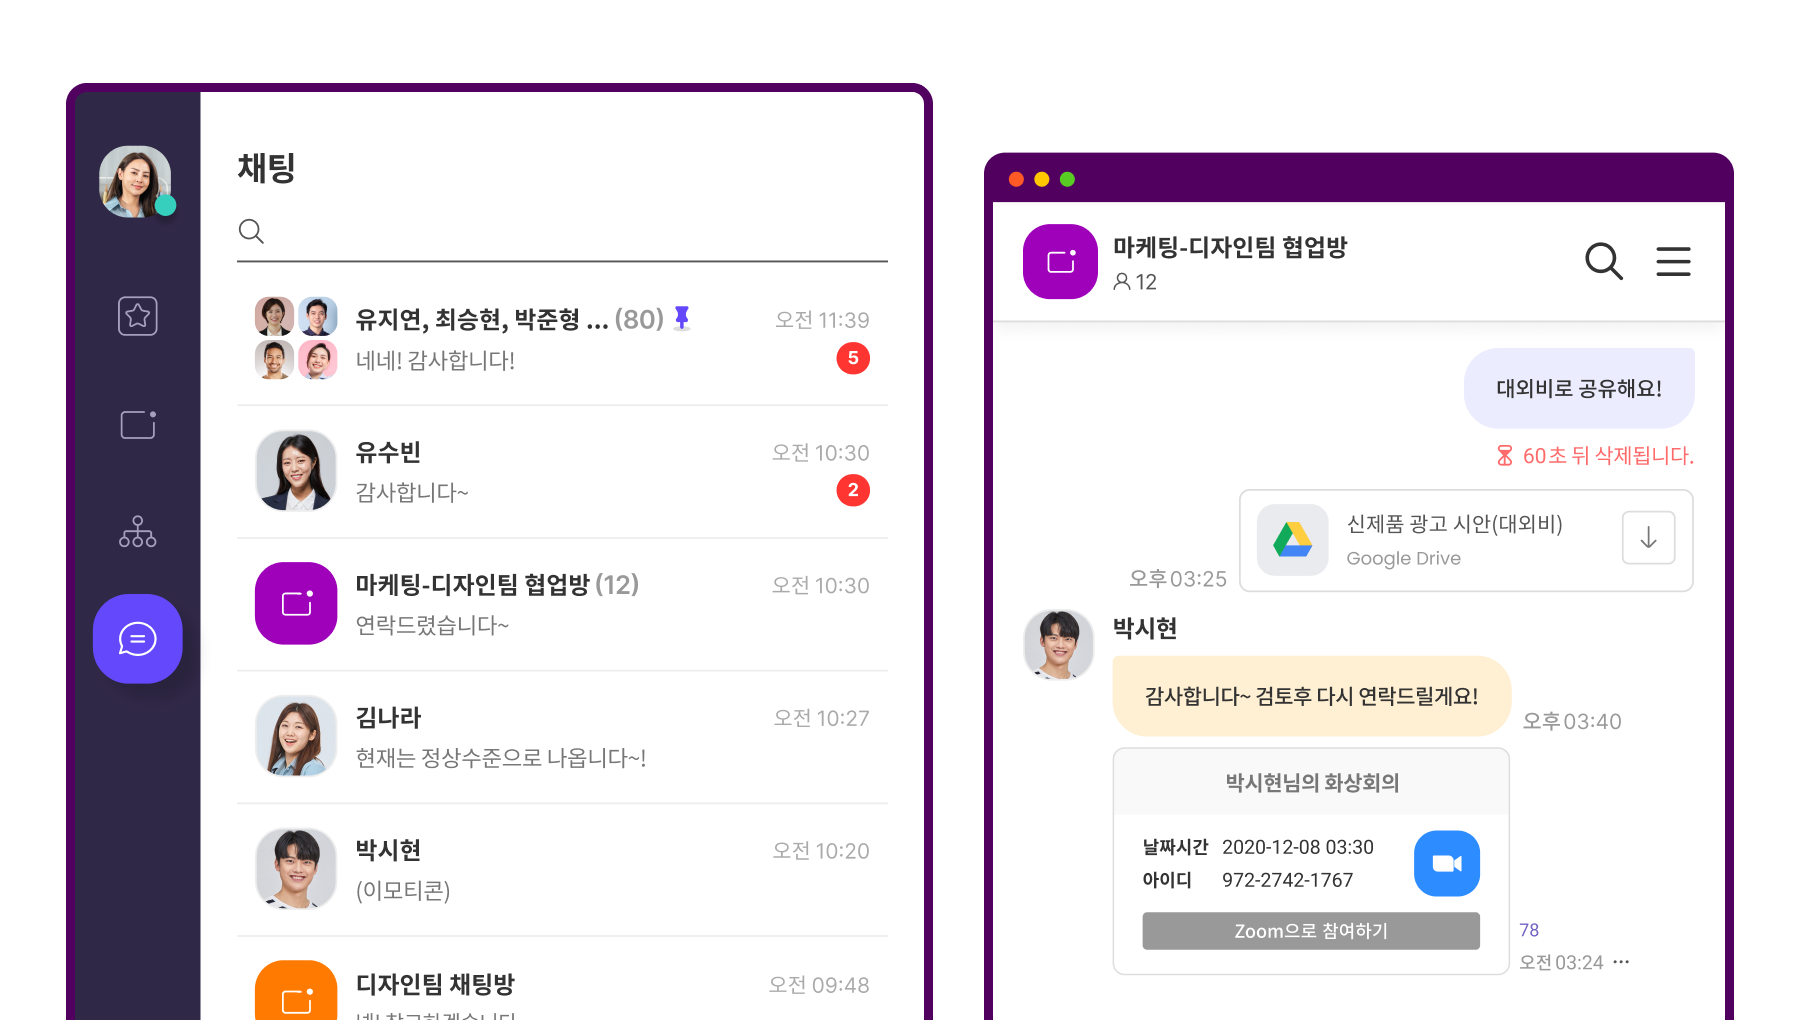 채팅
유지연, 최승현, 박준형 ... (80)
오전 11:39
네네! 감사합니다!
5
유수빈
오전 10:30
감사합니다~
2
마케팅-디자인팀 협업방 (12)
오전 10:30
연락드렸습니다~
김나라
오전 10:27
현재는 정상수준으로 나옵니다~!
박시현
오전 10:20
(이모티콘)
디자인팀 채팅방
오전 09:48
마케팅-디자인팀 협업방
12
대외비로 공유해요!
60초 뒤 삭제됩니다.
신제품 광고 시안(대외비)
Google Drive
오후 03:25
박시현
감사합니다~ 검토후 다시 연락드릴게요!
오후 03:40
박시현님의 화상회의
날짜시간 2020-12-08 03:30
아이디 972-2742-1767
Zoom으로 참여하기
78
오전 03:24 ···